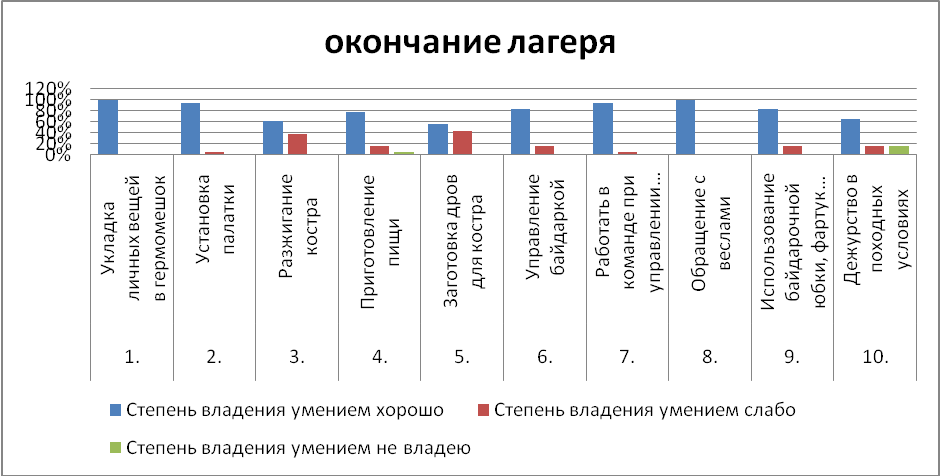 окончание лагеря
120%
100%
80%
60%
40%
20%
0%
Укладка
личных вещей
в гермомешок
Установка
палатки
Разжигание
костра
Приготовление
пищи
Заготовка дров
для костра
Управление
байдаркой
Работать в
команде при
управлении...
Обращение с
веслами
Использование
байдарочной
юбки, фартук...
Дежурство в
походных
условиях
1.
2.
3.
4.
5.
6.
7.
8.
9.
10.
Степень владения умением хорошо
Степень владения умением слабо
Степень владения умением не владею